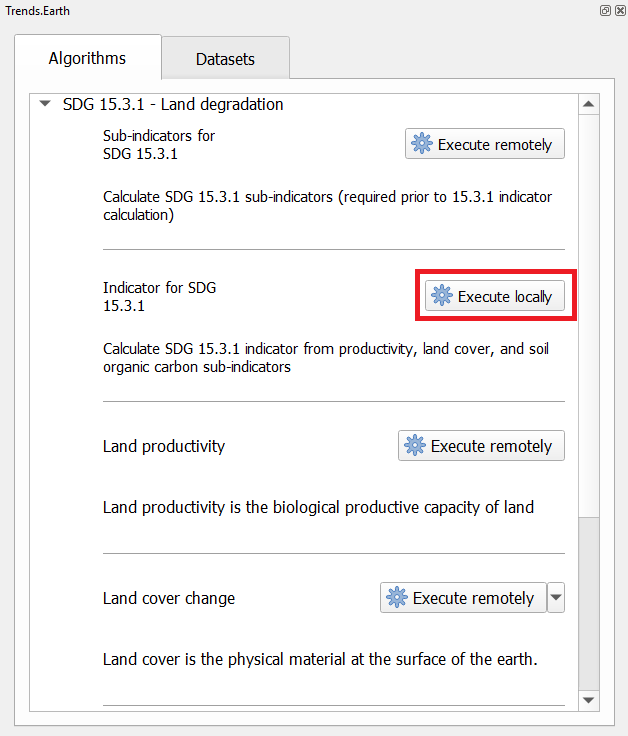 Trends.Earth
Algorithms
Datasets
SDG 15.3.1 - Land degradation
Sub-indicators for
SDG 15.3.1
Execute remotely
Calculate SDG 15.3.1 sub-indicators (required prior to 15.3.1 indicator
calculation)
Indicator for SDG
15.3.1
Execute locally
Calculate SDG 15.3.1 indicator from productivity, land cover, and soil
organic carbon sub-indicators
Land productivity
Execute remotely
Land productivity is the biological productive capacity of land
Land cover change
Execute remotely
Land cover is the physical material at the surface of the earth.